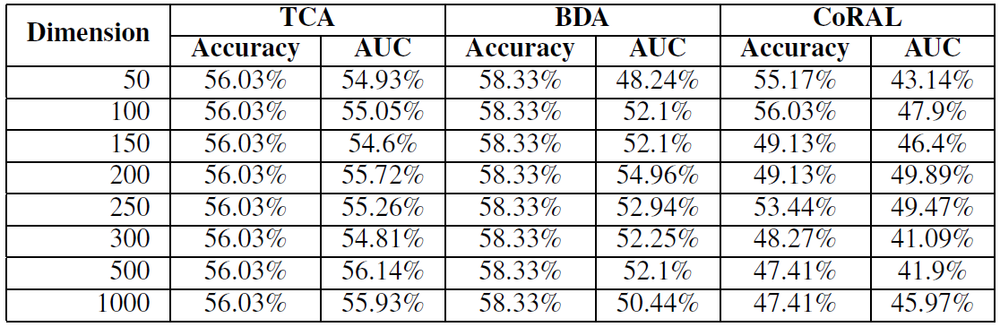 Dimension TCA BDA CoRAL
Accuracy AUC Accuracy AUC Accuracy AUC
50 56.03% 54.93% 58.33% 48.24% 55.17% 43.14%
100 56.03% 55.05% 58.33% 52.1% 56.03% 47.9%
150 56.03% 54.6% 58.33% 52.1% 49.13% 46.4%
200 56.03% 55.72% 58.33% 54.96% 49.13% 49.89%
250 56.03% 55.26% 58.33% 52.94% 53.44% 49.47%
300 56.03% 54.81% 58.33% 52.25% 48.27% 41.09%
500 56.03% 56.14% 58.33% 52.1% 47.41% 41.9%
1000 56.03% 55.93% 58.33% 50.44% 47.41% 45.97%